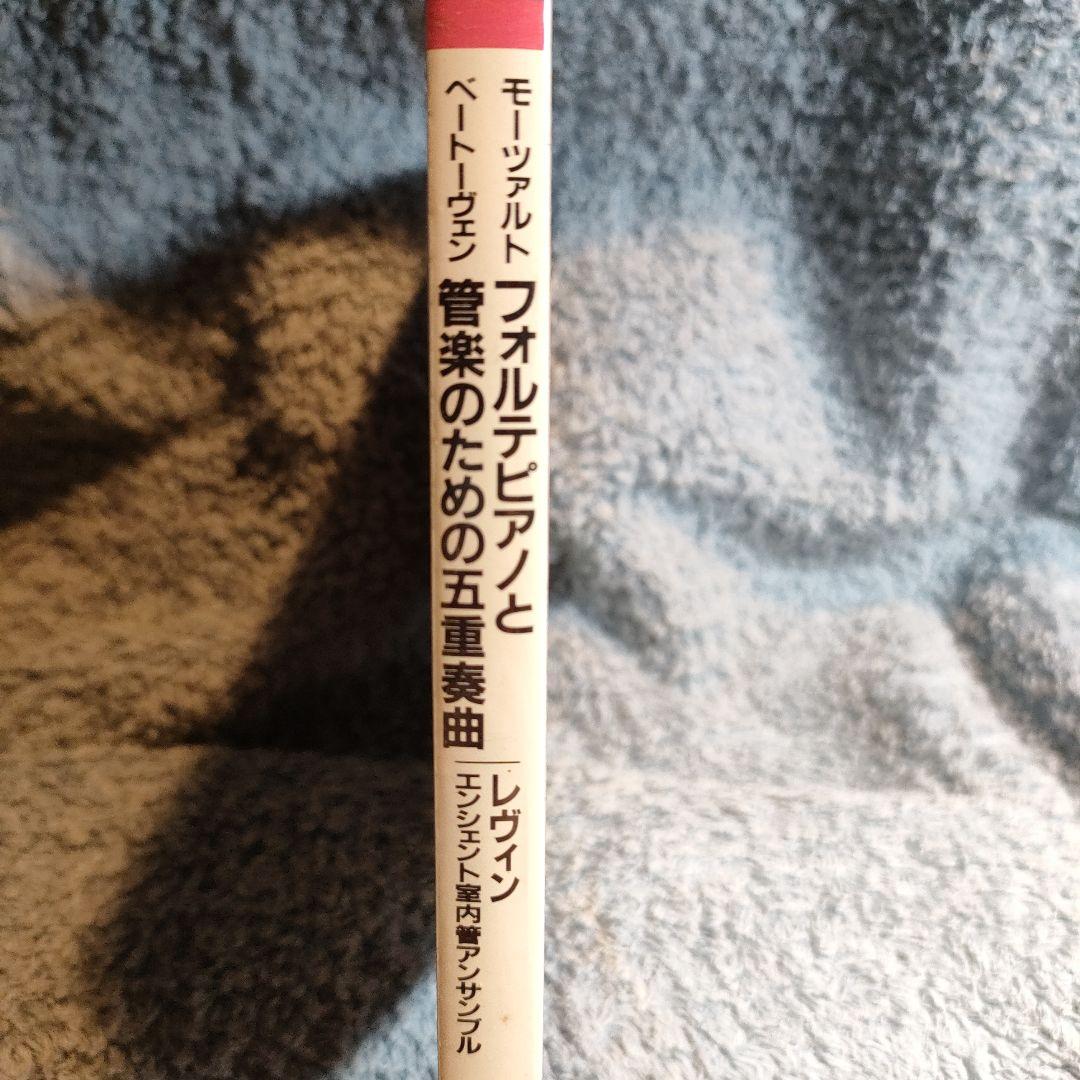 モーツァルト
ベートーヴェン
フォルテピアノと
管楽のための五重奏曲
レヴィン
エンシェント室内管アンサンブル